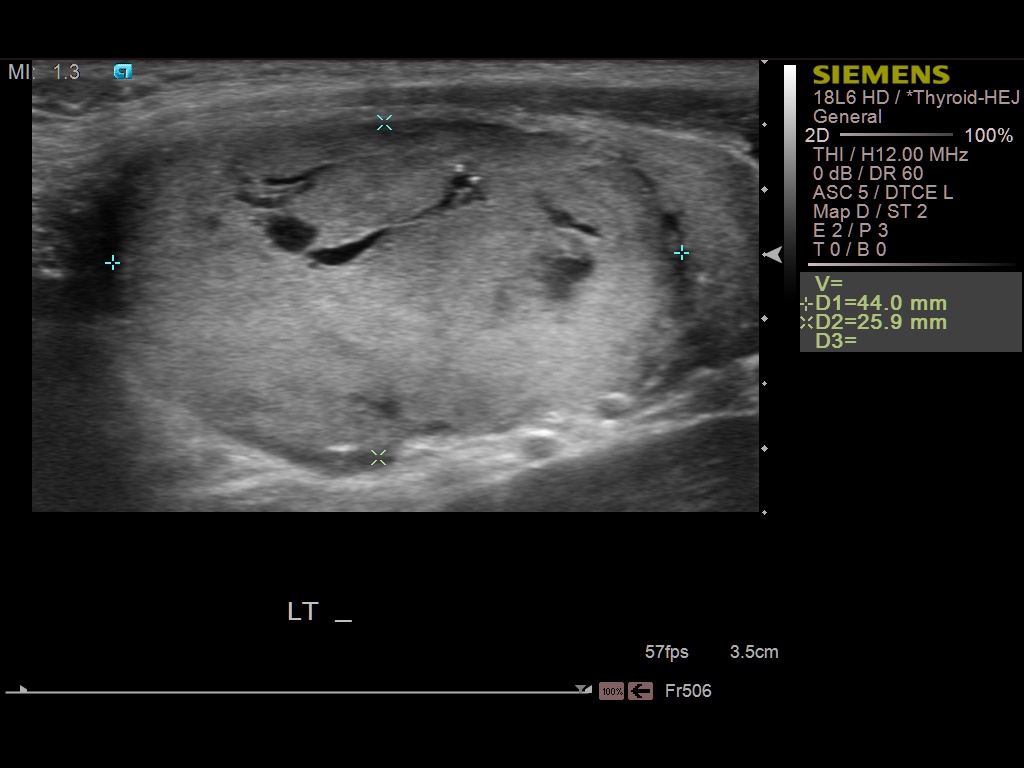 MI: 1.3
SIEMENS
18L6 HD / *Thyroid-HEJ
General
2D 100%
THI / H12.00 MHz
0 dB / DR 60
ASC 5 / DTCE L
Map D / ST 2
E 2 / P 3
T 0 / B 0
V=
D1=44.0 mm
D2=25.9 mm
D3=
LT _
57fps 3.5cm
100% Fr506